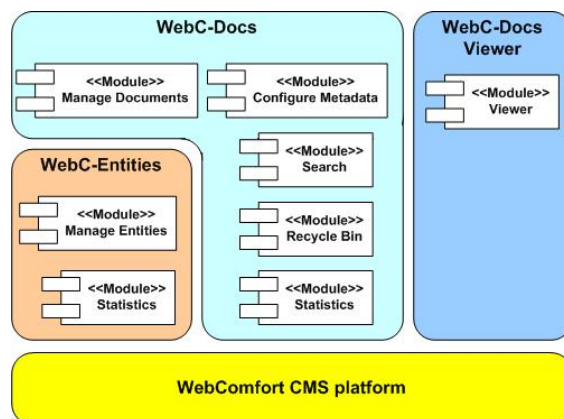 WebC-Docs
<<Module>>
Manage Documents
<<Module>>
Configure Metadata
<<Module>>
Search
<<Module>>
Recycle Bin
<<Module>>
Statistics
WebC-Entities
<<Module>>
Manage Entities
<<Module>>
Statistics
WebC-Docs
Viewer
<<Module>>
Viewer
WebComfort CMS platform